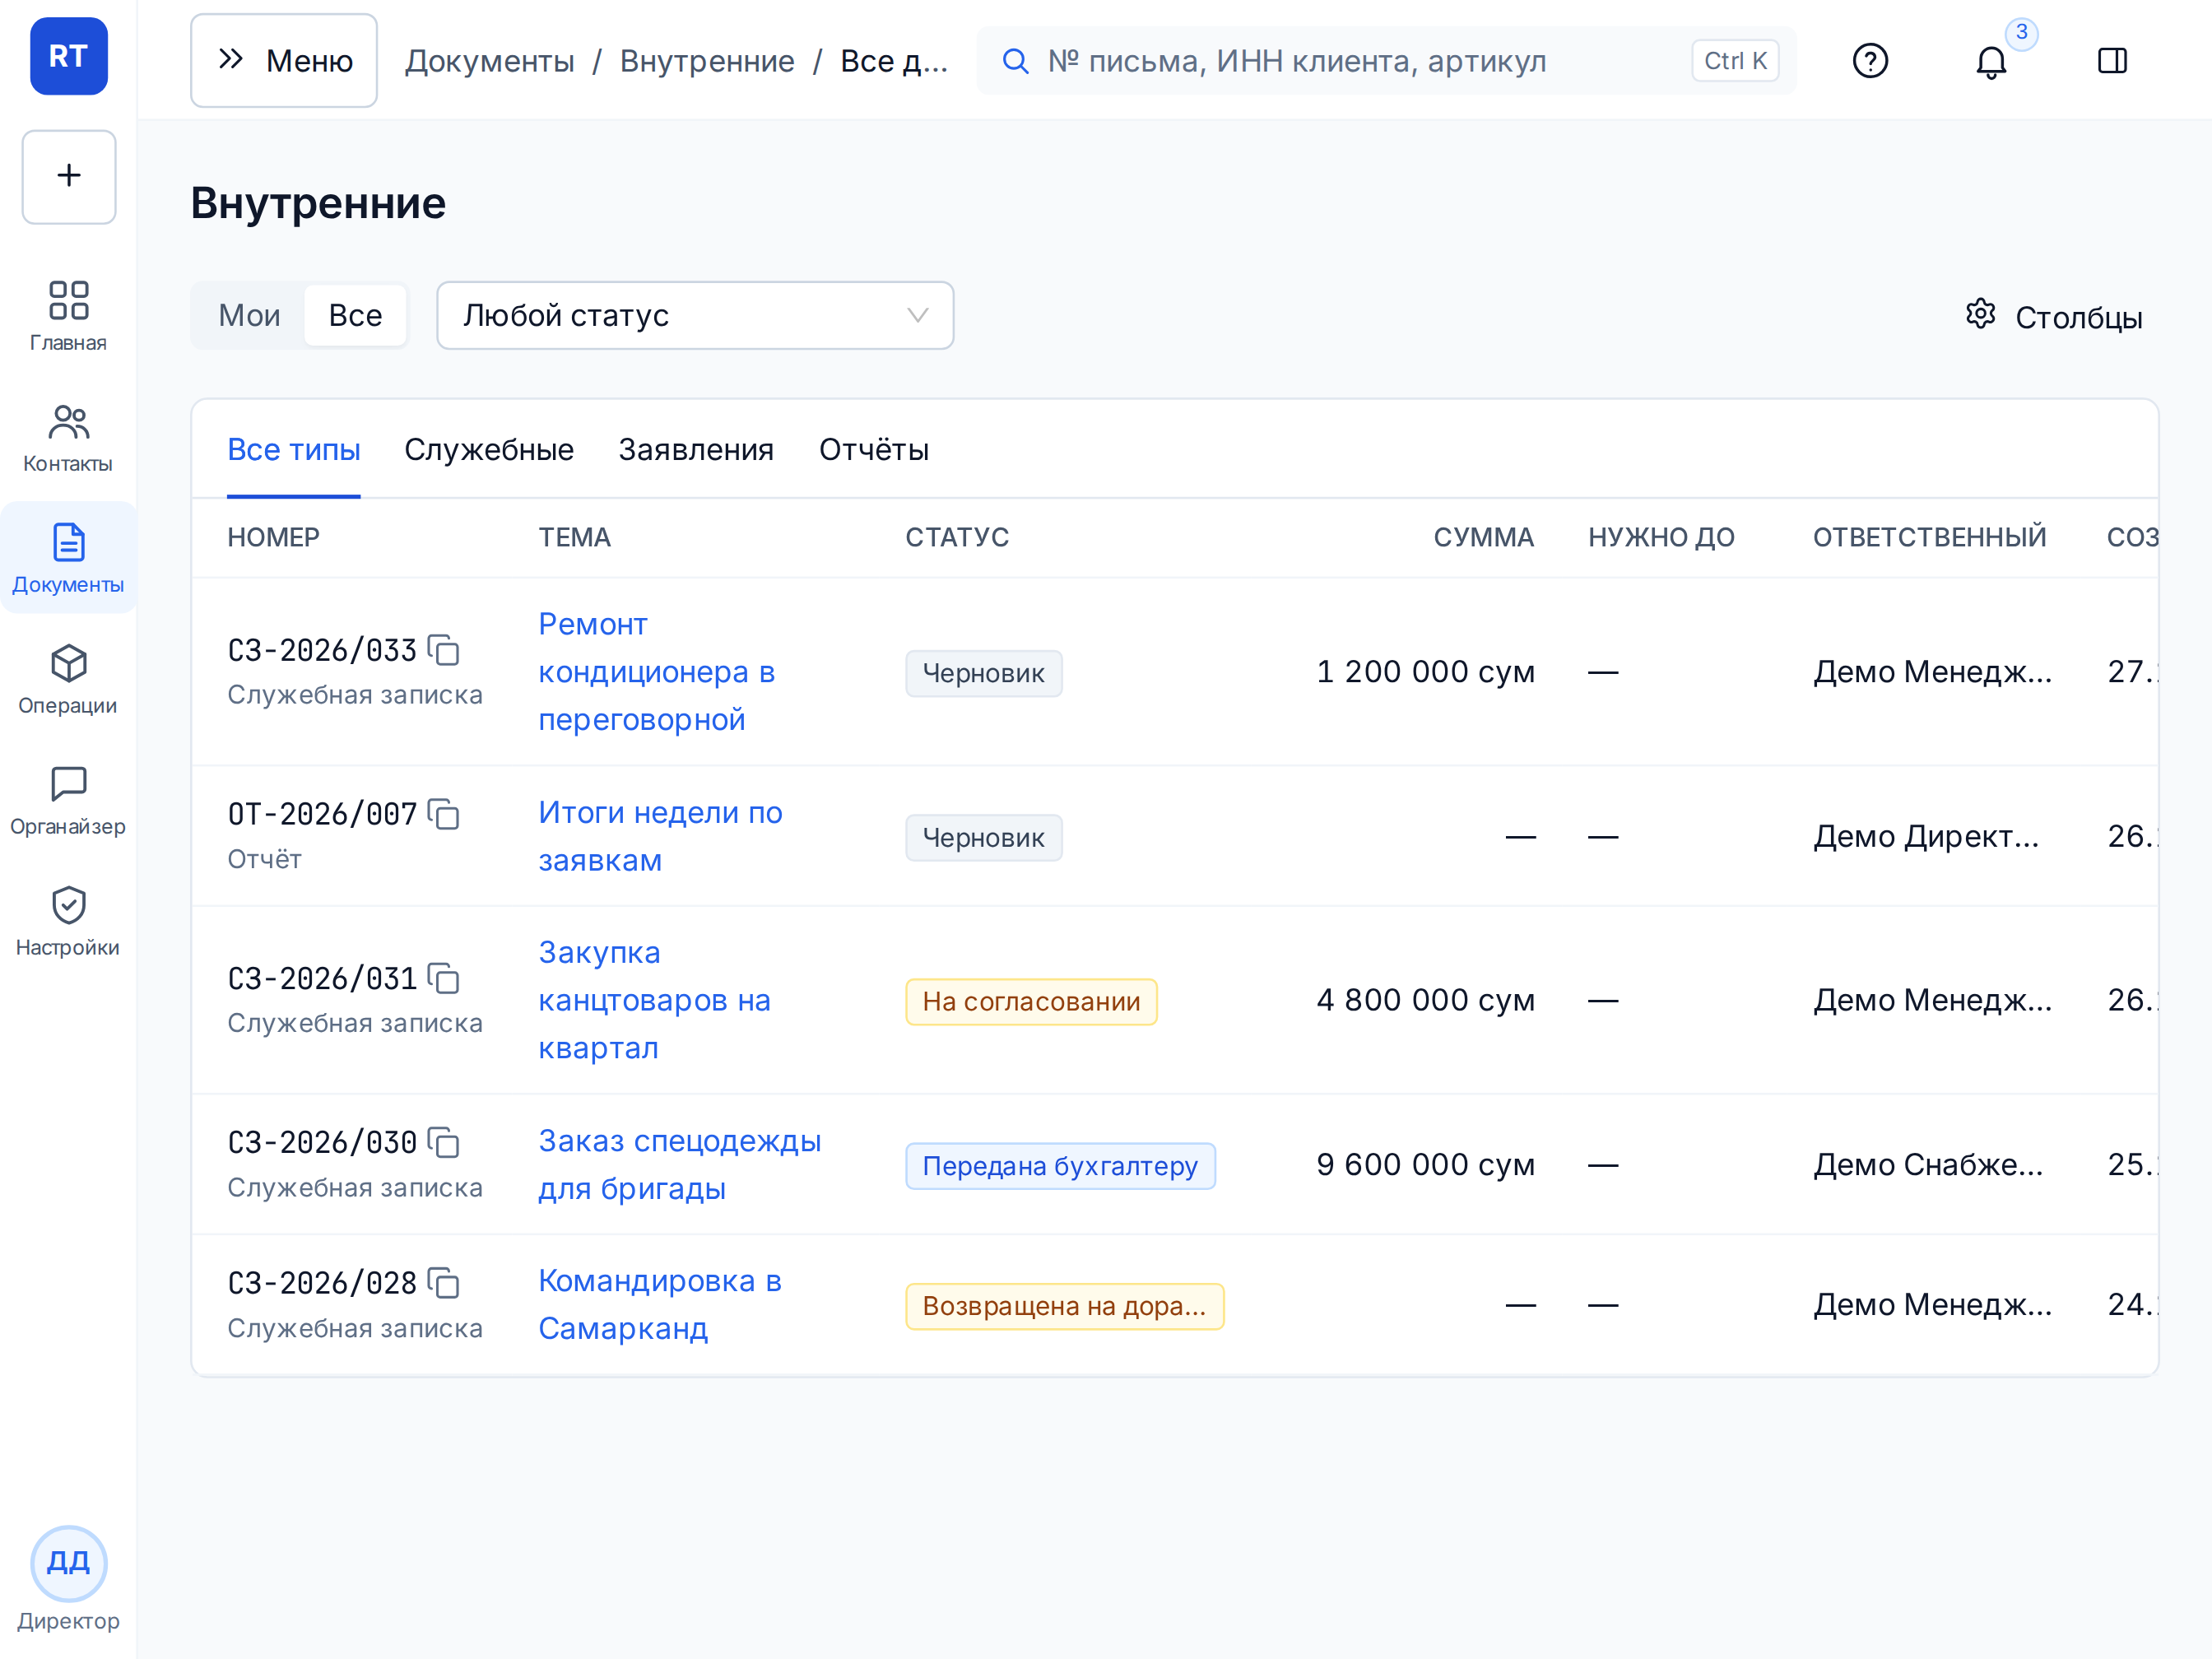 RT
Меню
Документы / Внутренние / Все д...
№ письма, ИНН клиента, артикул
Ctrl K
3
Главная
Контакты
Документы
Операции
Органайзер
Настройки
ДД
Директор
Внутренние
Мои
Все
Любой статус
Столбцы
Все типы
Служебные
Заявления
Отчёты
НОМЕР
ТЕМА
СТАТУС
СУММА
НУЖНО ДО
ОТВЕТСТВЕННЫЙ
СОЗ
СЗ-2026/033
Служебная записка
Ремонт
кондиционера в
переговорной
Черновик
1 200 000 сум
—
Демо Менедж...
27.
ОТ-2026/007
Отчёт
Итоги недели по
заявкам
Черновик
—
—
Демо Директ...
26.
СЗ-2026/031
Служебная записка
Закупка
канцтоваров на
квартал
На согласовании
4 800 000 сум
—
Демо Менедж...
26.
СЗ-2026/030
Служебная записка
Заказ спецодежды
для бригады
Передана бухгалтеру
9 600 000 сум
—
Демо Снабже...
25.
СЗ-2026/028
Служебная записка
Командировка в
Самарканд
Возвращена на дора...
—
—
Демо Менедж...
24.